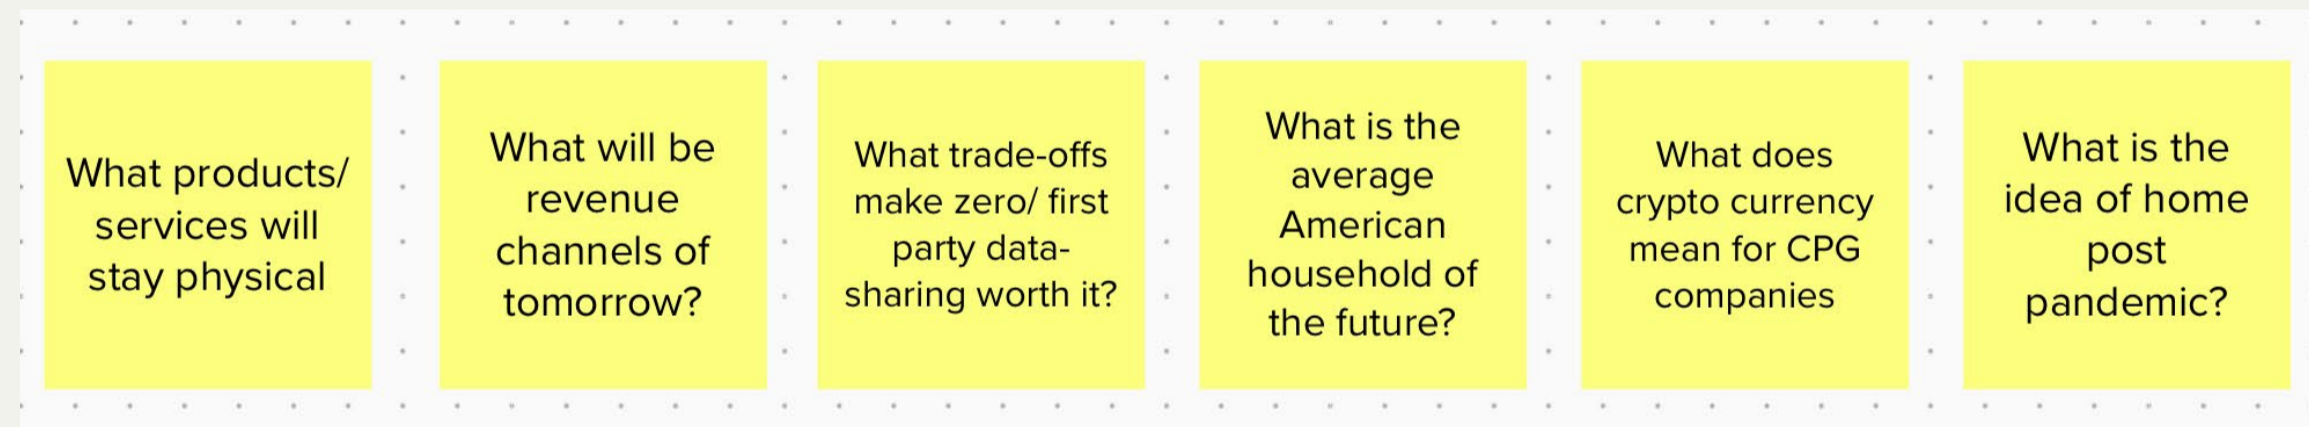 What products/
services will
stay physical
What will be
revenue
channels of
tomorrow?
What trade-offs
make zero/ first
party data-
sharing worth it?
What is the
average
American
household of
the future?
What does
crypto currency
mean for CPG
companies
What is the
idea of home
post
pandemic?